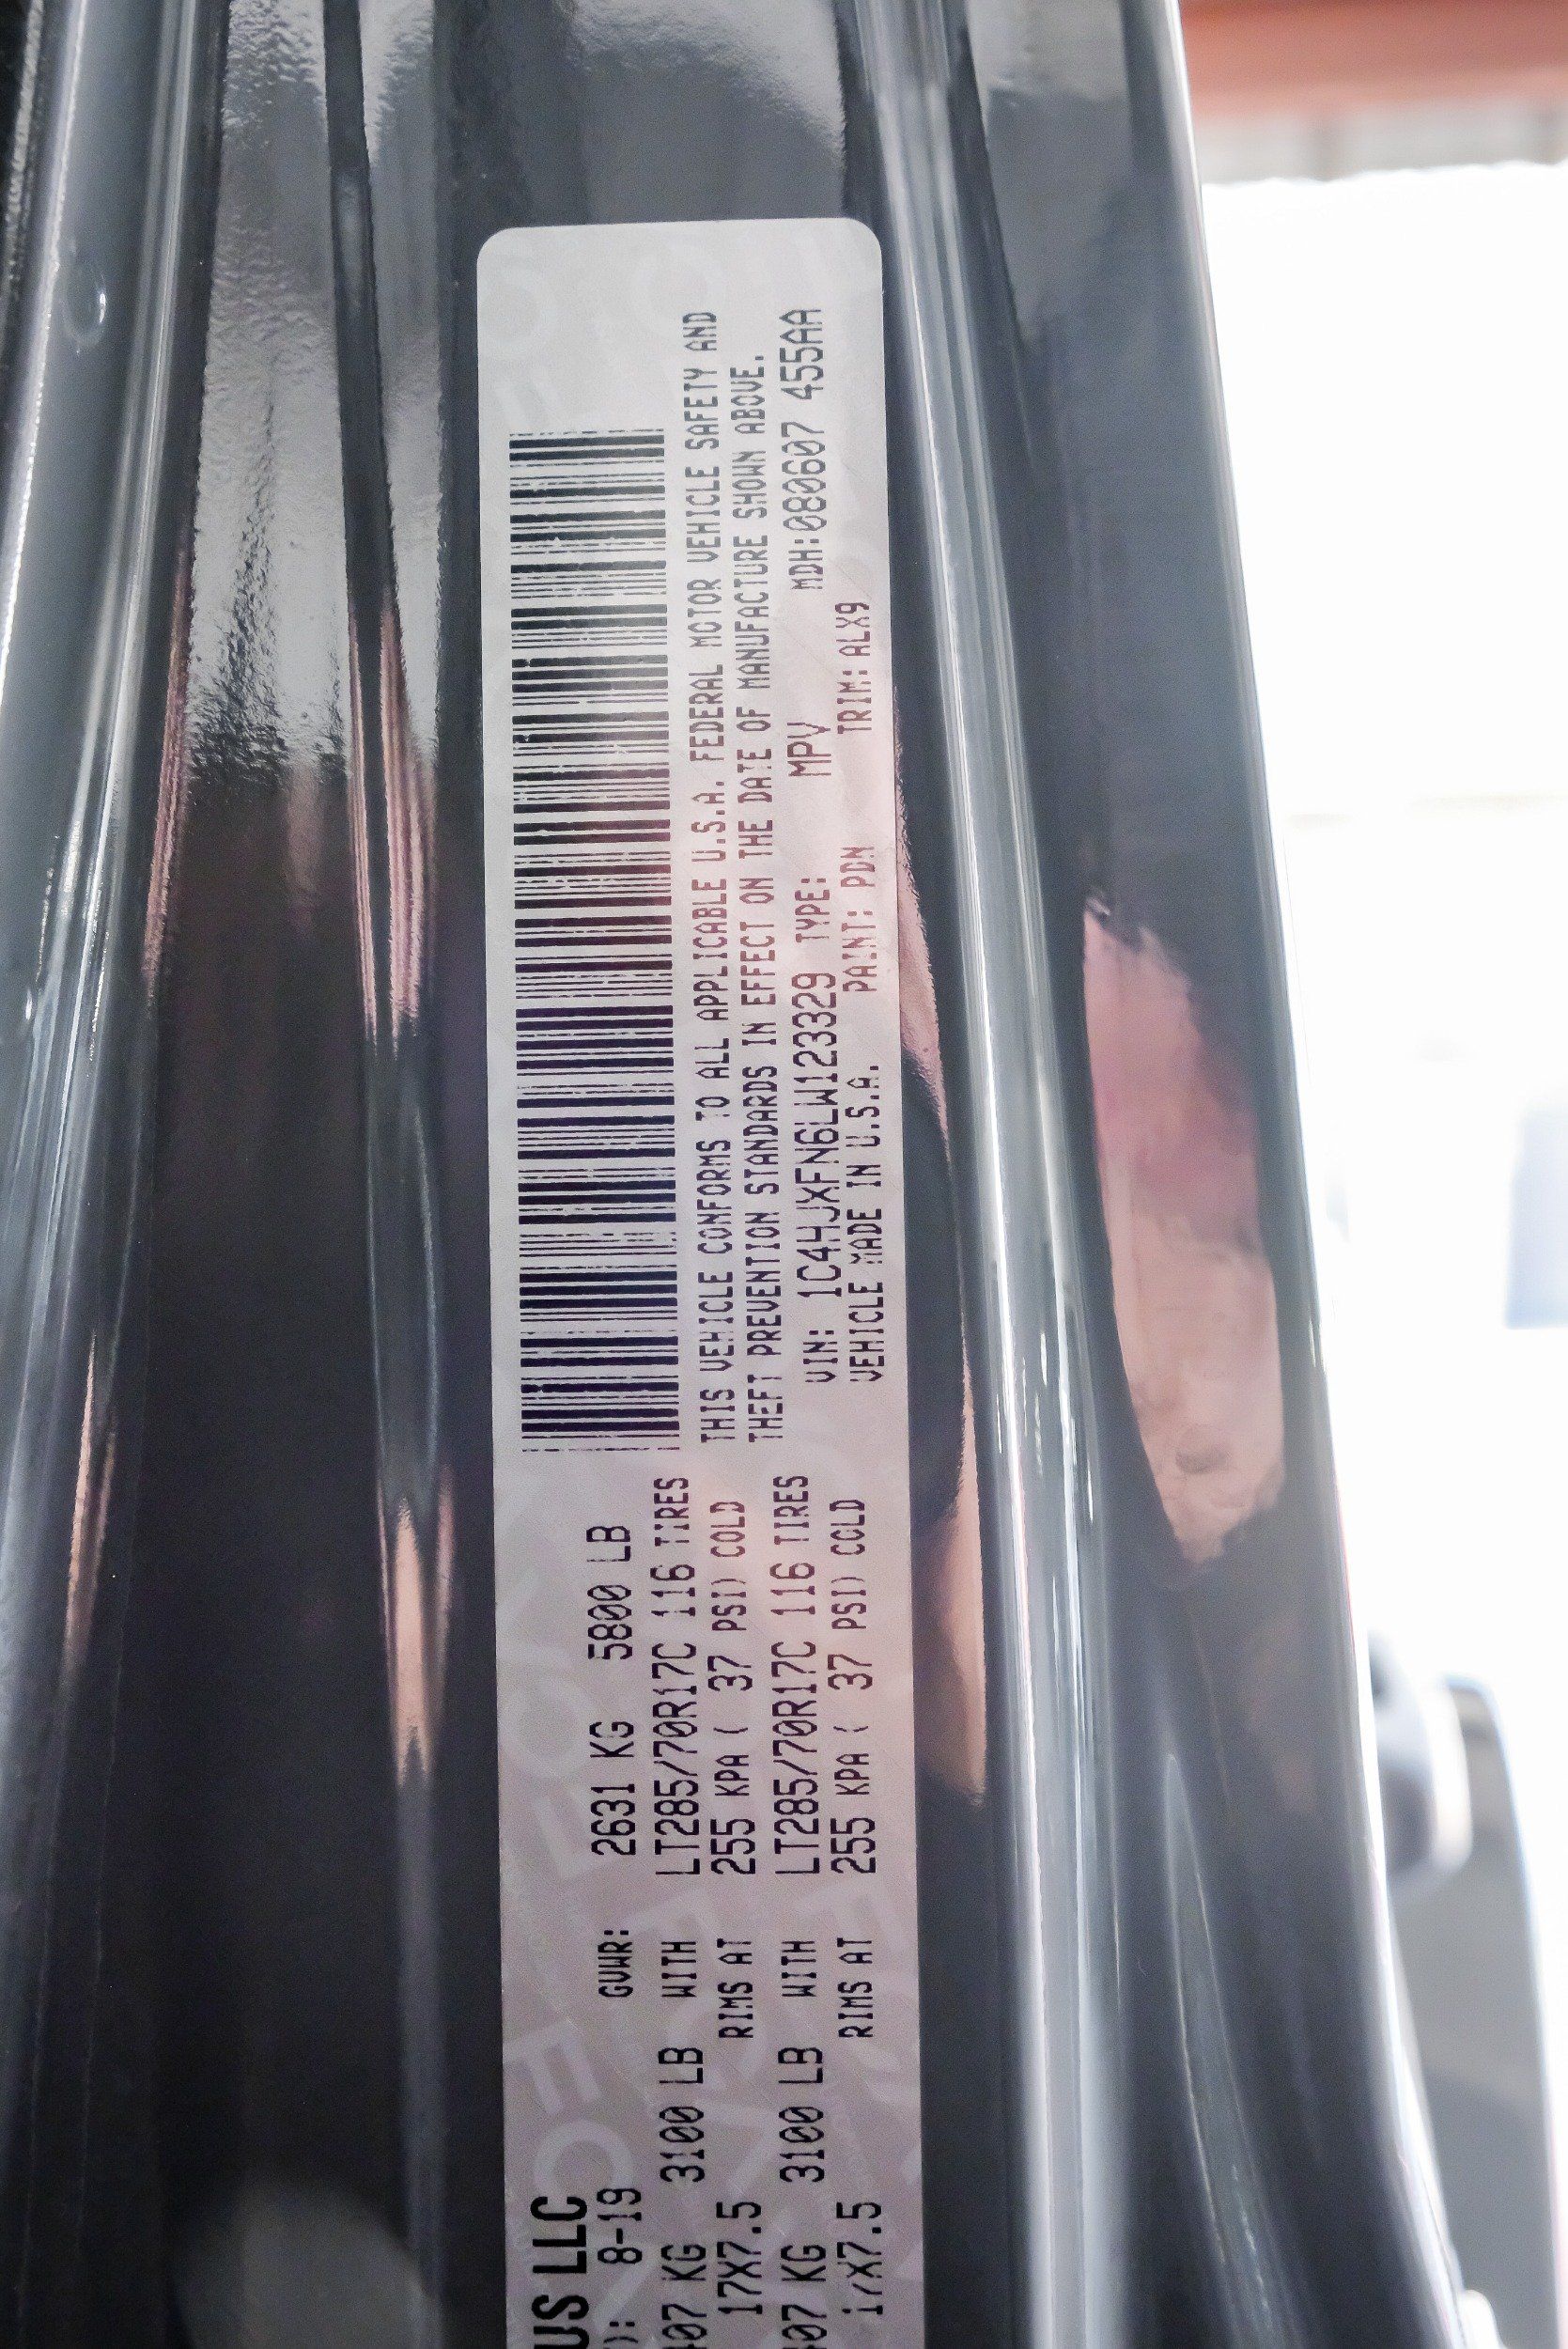 US LLC
): 8-19 GVWR: 2631 KG 5800 LB
407 KG 3100 LB WITH LT285/70R17C 116 TIRES
17X7.5 RIMS AT 255 KPA ( 37 PSI) COLD
407 KG 3100 LB WITH LT285/70R17C 116 TIRES
17X7.5 RIMS AT 255 KPA ( 37 PSI) COLD
THIS VEHICLE CONFORMS TO ALL APPLICABLE U.S.A. FEDERAL MOTOR VEHICLE SAFETY AND
THEFT PREVENTION STANDARDS IN EFFECT ON THE DATE OF MANUFACTURE SHOWN ABOVE.
VIN: 1C4HJXFN6LW123329 TYPE: MPV MDH:080607 455AA
VEHICLE MADE IN U.S.A. PAINT: PDN TRIM: ALX9